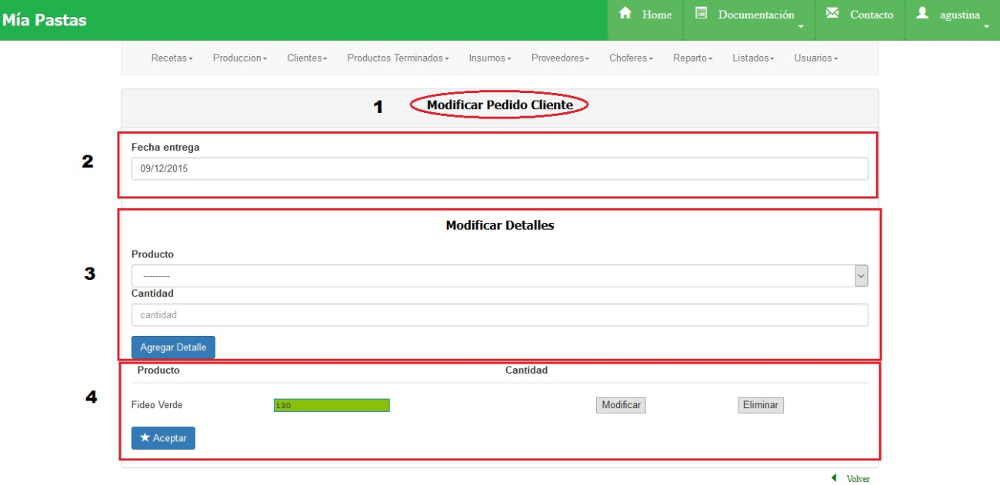 Mía Pastas Home Documentación Contacto agustina
Recetas Produccion Clientes Productos Terminados Insumos Proveedores Choferes Reparto Listados Usuarios
1 Modificar Pedido Cliente
2
Fecha entrega
09/12/2015
3
Modificar Detalles
Producto
---------
Cantidad
cantidad
Agregar Detalle
4
Producto Cantidad
Fideo Verde 130 Modificar Eliminar
Aceptar
Volver